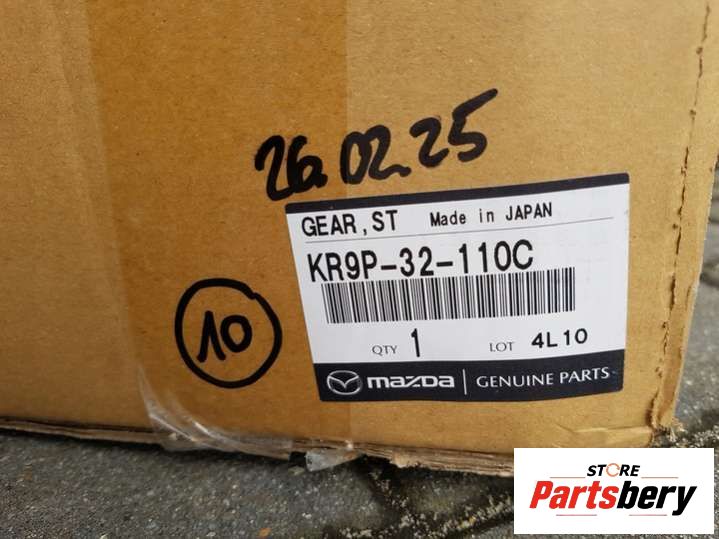 26.02.25
GEAR, ST Made in JAPAN
KR9P-32-110C
10
QTY 1 LOT 4L10
mazda GENUINE PARTS
STORE
Partsbery